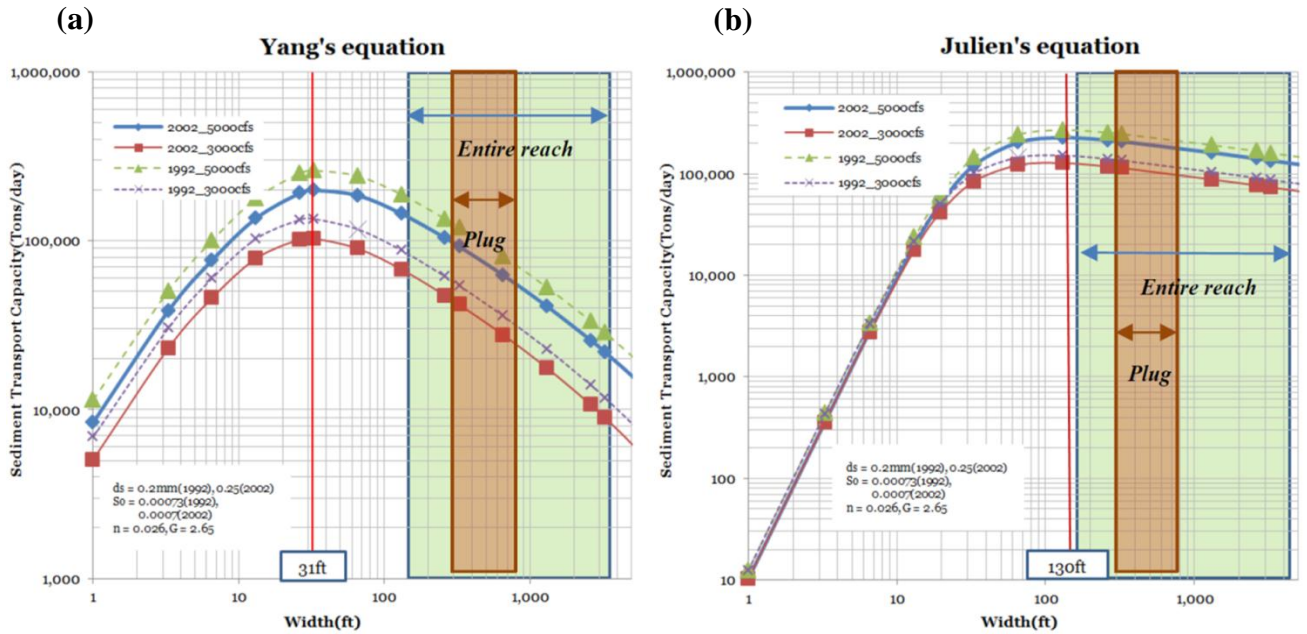 (a)
Yang's equation
1,000,000
100,000
10,000
1,000
Sediment Transport Capacity(Tons/day)
2002_5000cfs
2002_3000cfs
1992_5000cfs
1992_3000cfs
Entire reach
Plug
ds = 0.2mm(1992), 0.25(2002)
So = 0.00073(1992),
0.0007(2002)
n = 0.026, G = 2.65
31ft
1 10 100 1,000
Width(ft)
(b)
Julien's equation
1,000,000
100,000
10,000
1,000
100
10
Sediment Transport Capacity(Tons/day)
2002_5000cfs
2002_3000cfs
1992_5000cfs
1992_3000cfs
Entire reach
Plug
ds = 0.2mm(1992), 0.25(2002)
So = 0.00073(1992),
0.0007(2002)
n = 0.026, G = 2.65
130ft
1 10 1,000
Width(ft)